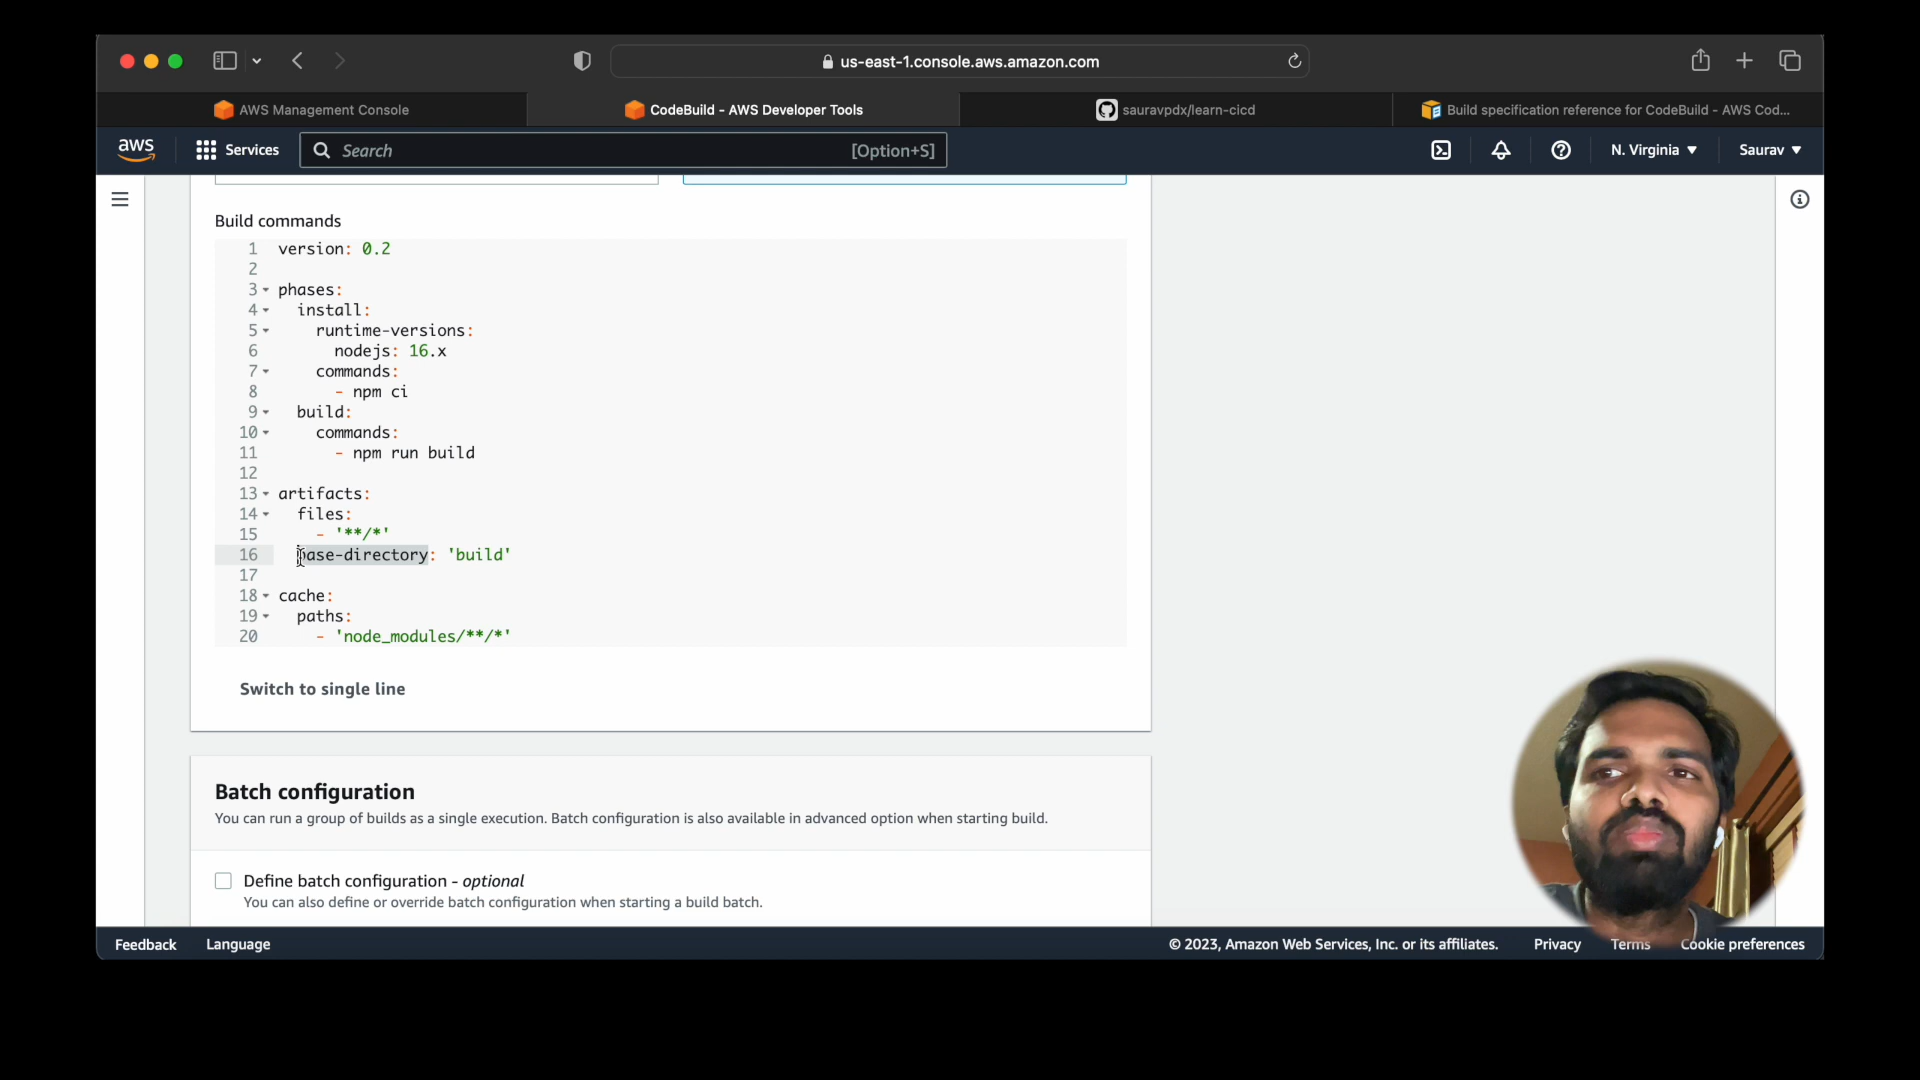 us-east-1.console.aws.amazon.com
AWS Management Console
CodeBuild - AWS Developer Tools
sauravpdx/learn-cicd
Build specification reference for CodeBuild - AWS Cod...
aws
Services
Search
[Option+S]
N. Virginia
Saurav
Build commands
1 version: 0.2
2
3 phases:
4   install:
5     runtime-versions:
6       nodejs: 16.x
7     commands:
8       - npm ci
9   build:
10     commands:
11       - npm run build
12
13 artifacts:
14   files:
15     - '**/*'
16   base-directory: 'build'
17
18 cache:
19   paths:
20     - 'node_modules/**/*'
Switch to single line
Batch configuration
You can run a group of builds as a single execution. Batch configuration is also available in advanced option when starting build.
Define batch configuration - optional
You can also define or override batch configuration when starting a build batch.
Feedback
Language
© 2023, Amazon Web Services, Inc. or its affiliates.
Privacy
Terms
Cookie preferences